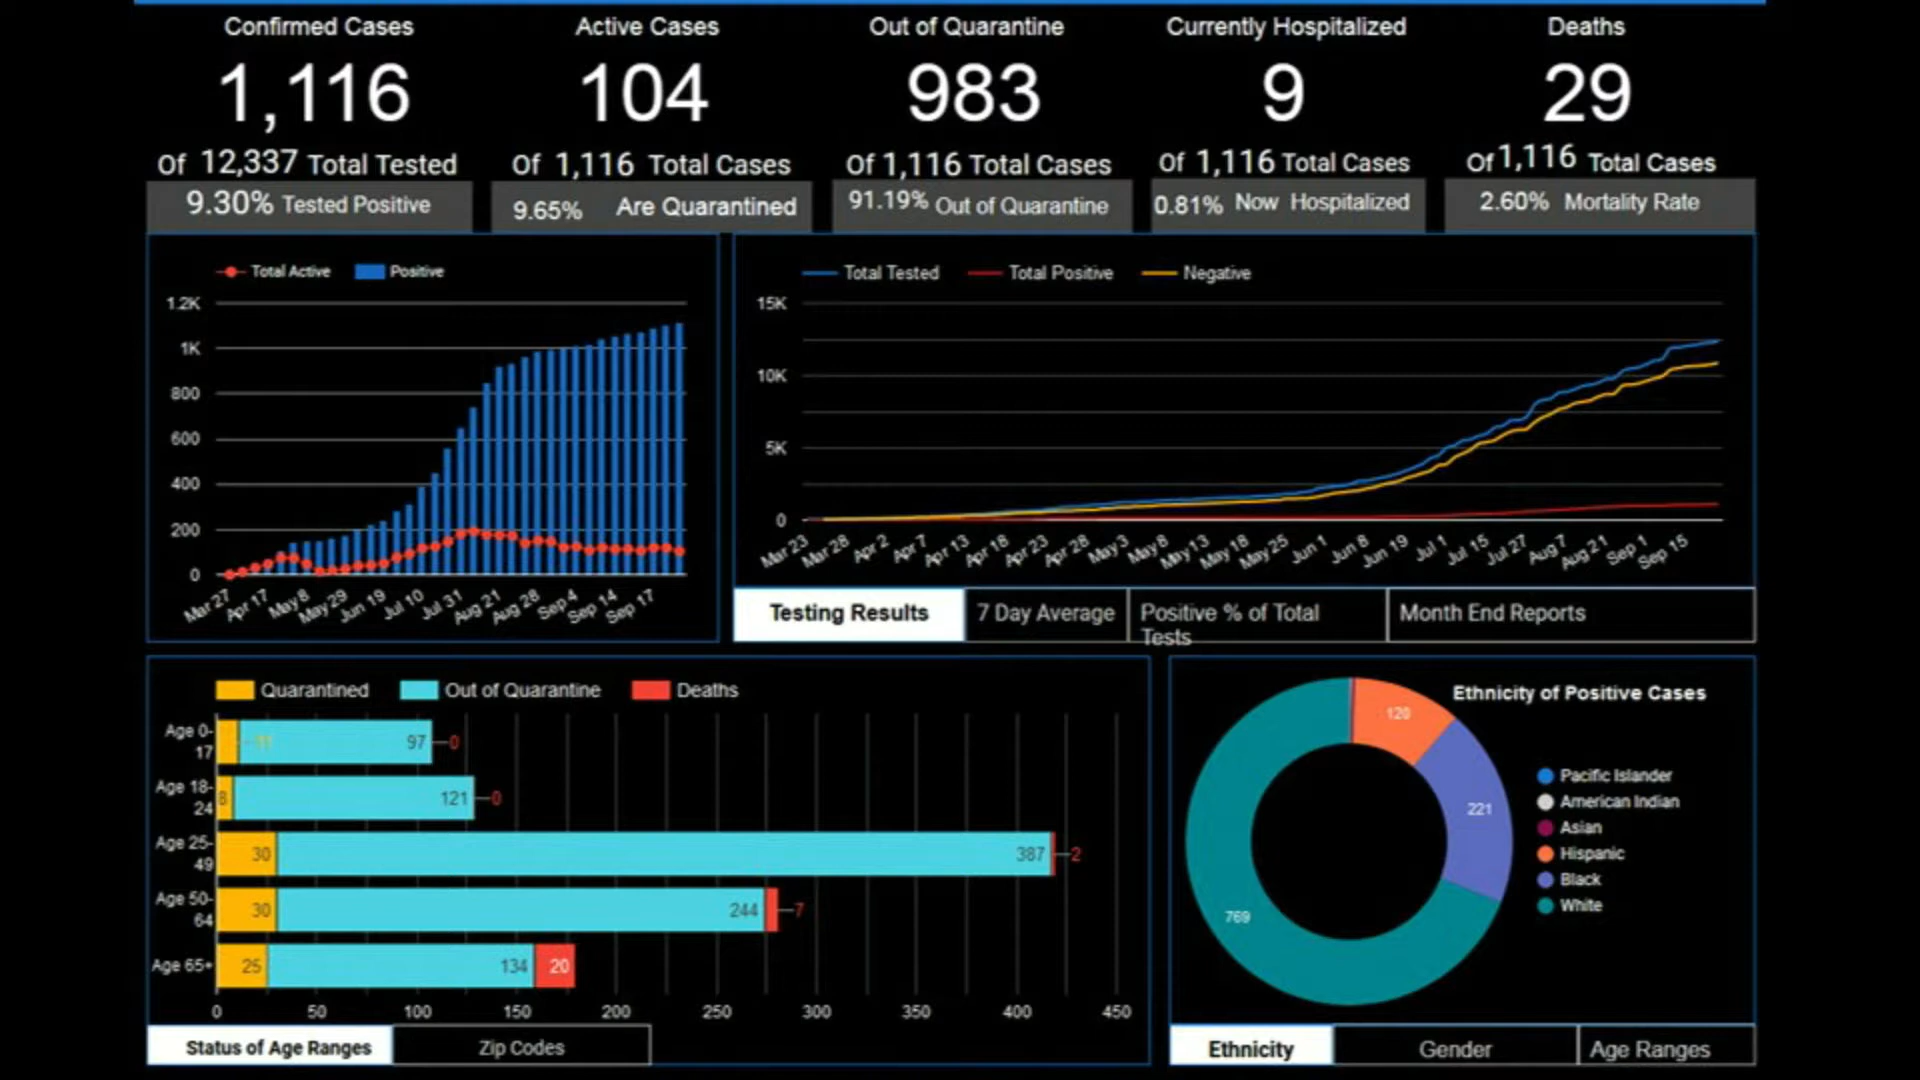 Confirmed Cases
1,116
Of 12,337 Total Tested
9.30% Tested Positive
Active Cases
104
Of 1,116 Total Cases
9.65% Are Quarantined
Out of Quarantine
983
Of 1,116 Total Cases
91.19% Out of Quarantine
Currently Hospitalized
9
Of 1,116 Total Cases
0.81% Now Hospitalized
Deaths
29
Of 1,116 Total Cases
2.60% Mortality Rate
Total Active Positive
1.2K
1K
800
600
400
200
0
Mar 27 Apr 17 May 8 May 29 Jun 19 Jul 10 Jul 31 Aug 21 Aug 28 Sep 4 Sep 14 Sep 17
Total Tested Total Positive Negative
15K
10K
5K
0
Mar 23 Mar 28 Apr 2 Apr 7 Apr 13 Apr 18 Apr 23 Apr 28 May 3 May 8 May 13 May 18 May 25 Jun 1 Jun 8 Jun 19 Jul 1 Jul 15 Jul 27 Aug 7 Aug 21 Sep 1 Sep 15
Testing Results 7 Day Average Positive % of Total Month End Reports
Tests
Quarantined Out of Quarantine Deaths
Age 0-
17
11 97 0
Age 18-
24
8 121 0
Age 25-
49
30 387 2
Age 50-
64
30 244 7
Age 65+ 25 134 20
0 50 100 150 200 250 300 350 400 450
Status of Age Ranges Zip Codes
Ethnicity of Positive Cases
120
221
769
Pacific Islander
American Indian
Asian
Hispanic
Black
White
Ethnicity Gender Age Ranges